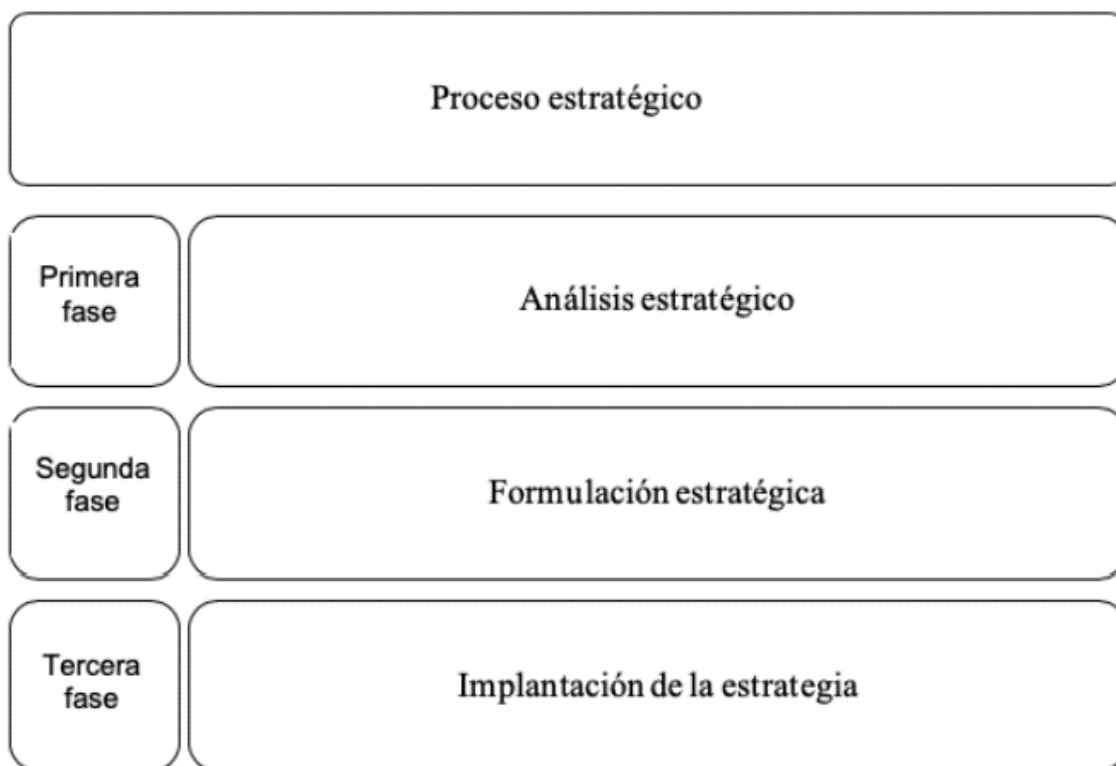 Proceso estratégico
Primera
fase
Análisis estratégico
Segunda
fase
Formulación estratégica
Tercera
fase
Implantación de la estrategia